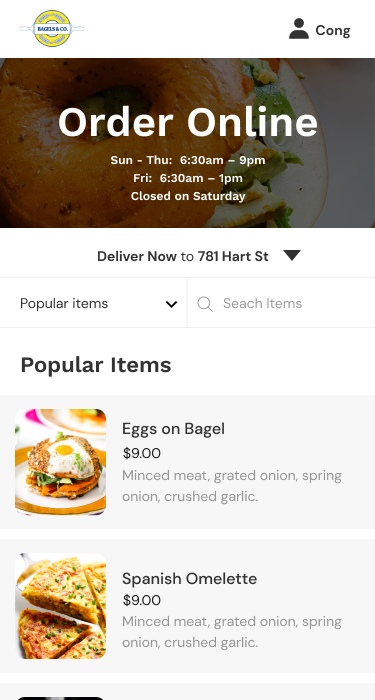 BAGELS & CO.
Cong
Order Online
Sun - Thu: 6:30am – 9pm
Fri: 6:30am – 1pm
Closed on Saturday
Deliver Now to 781 Hart St
Popular items
Seach Items
Popular Items
Eggs on Bagel
$9.00
Minced meat, grated onion, spring
onion, crushed garlic.
Spanish Omelette
$9.00
Minced meat, grated onion, spring
onion, crushed garlic.